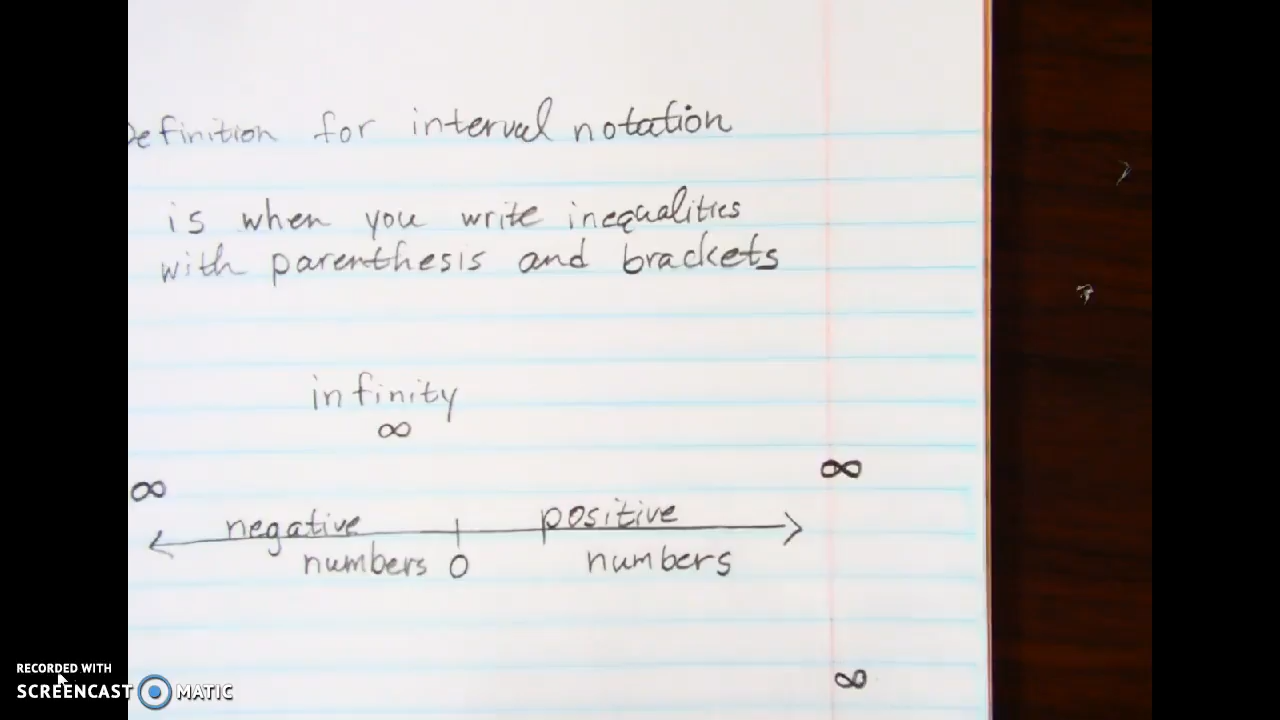 Definition for interval notation
is when you write inequalities
with parenthesis and brackets
infinity
∞
∞ ∞
negative positive
numbers 0 numbers
∞
RECORDED WITH
SCREENCAST MATIC